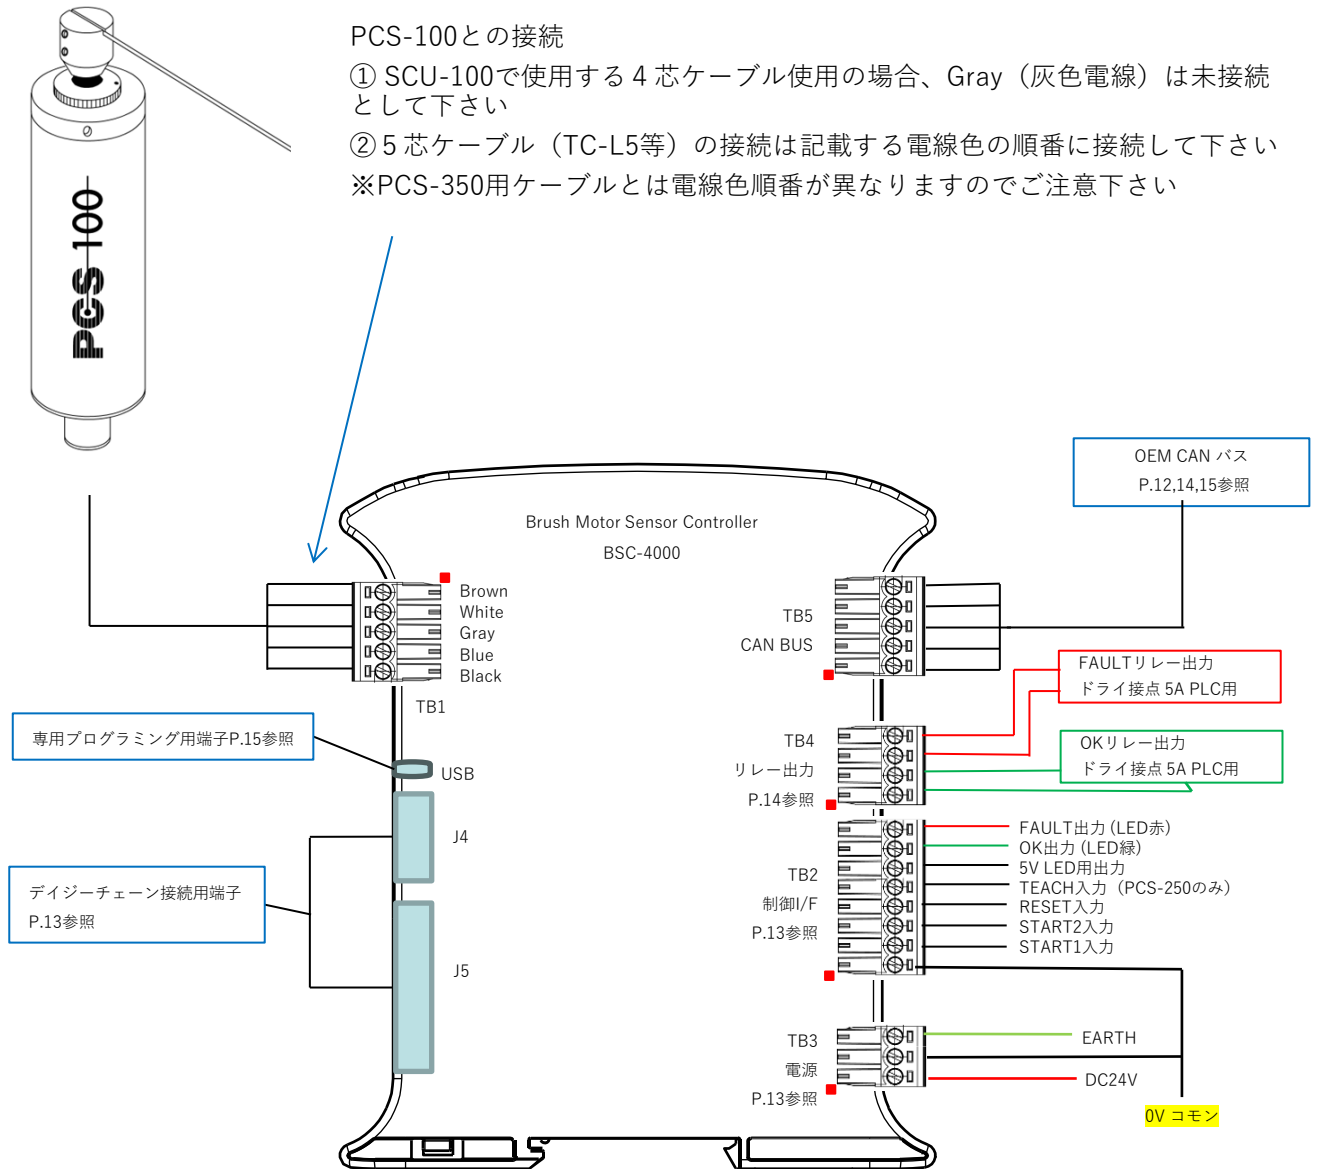 PCS-100との接続
① SCU-100で使用する４芯ケーブル使用の場合、Gray（灰色電線）は未接続
として下さい
②５芯ケーブル（TC-L5等）の接続は記載する電線色の順番に接続して下さい
※PCS-350用ケーブルとは電線色順番が異なりますのでご注意下さい
PCS 100
OEM CAN バス
P.12,14,15参照
Brush Motor Sensor Controller
BSC-4000
Brown
White
Gray
Blue
Black
TB1
TB5
CAN BUS
FAULTリレー出力
ドライ接点 5A PLC用
専用プログラミング用端子P.15参照
USB
TB4
リレー出力
P.14参照
OKリレー出力
ドライ接点 5A PLC用
J4
デイジーチェーン接続用端子
P.13参照
J5
TB2
制御I/F
P.13参照
FAULT出力 (LED赤)
OK出力 (LED緑)
5V LED用出力
TEACH入力（PCS-250のみ）
RESET入力
START2入力
START1入力
TB3
電源
P.13参照
EARTH
DC24V
0V コモン